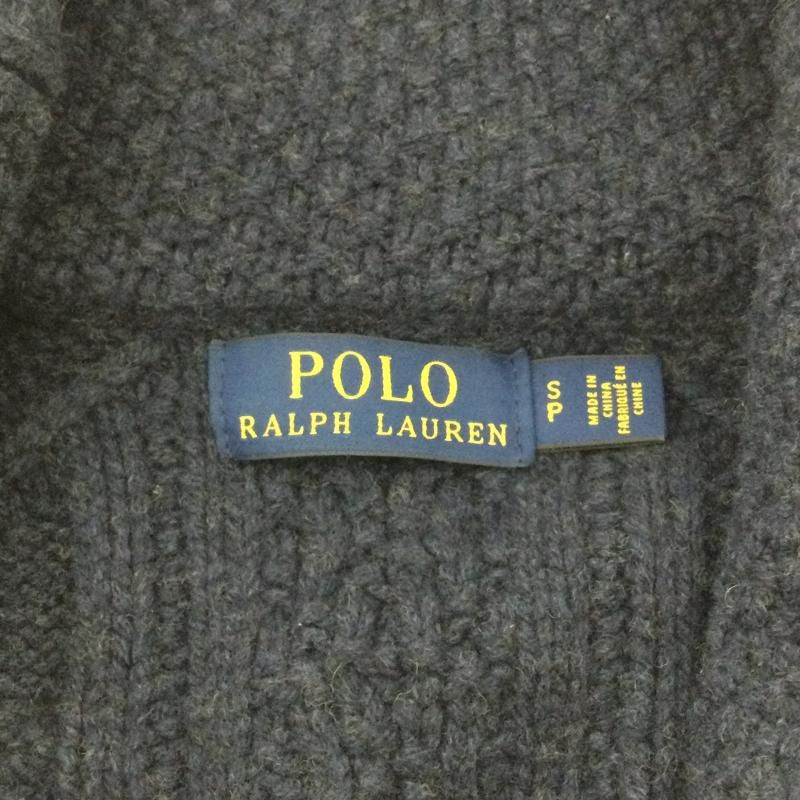 POLO
RALPH LAUREN
S
P
MADE IN
CHINA
FABRIQUÉ EN
CHINE